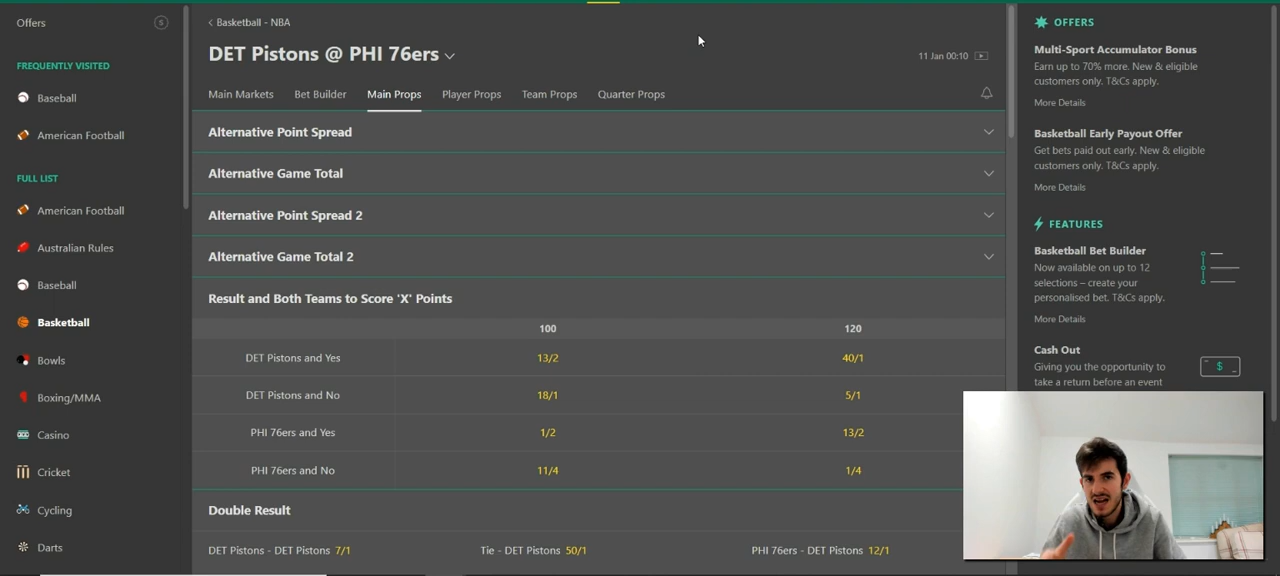 Offers
5
FREQUENTLY VISITED
Baseball
American Football
FULL LIST
American Football
Australian Rules
Baseball
Basketball
Bowls
Boxing/MMA
Casino
Cricket
Cycling
Darts
Basketball - NBA
DET Pistons @ PHI 76ers
11 Jan 00:10
Main Markets Bet Builder Main Props Player Props Team Props Quarter Props
Alternative Point Spread
Alternative Game Total
Alternative Point Spread 2
Alternative Game Total 2
Result and Both Teams to Score 'X' Points
100 120
DET Pistons and Yes 13/2 40/1
DET Pistons and No 18/1 5/1
PHI 76ers and Yes 1/2 13/2
PHI 76ers and No 11/4 1/4
Double Result
DET Pistons - DET Pistons 7/1 Tie - DET Pistons 50/1 PHI 76ers - DET Pistons 12/1
OFFERS
Multi-Sport Accumulator Bonus
Earn up to 70% more. New & eligible
customers only. T&Cs apply.
More Details
Basketball Early Payout Offer
Get bets paid out early. New & eligible
customers only. T&Cs apply.
More Details
FEATURES
Basketball Bet Builder
Now available on up to 12
selections – create your
personalised bet. T&Cs apply.
More Details
Cash Out
Giving you the opportunity to
take a return before an event
$